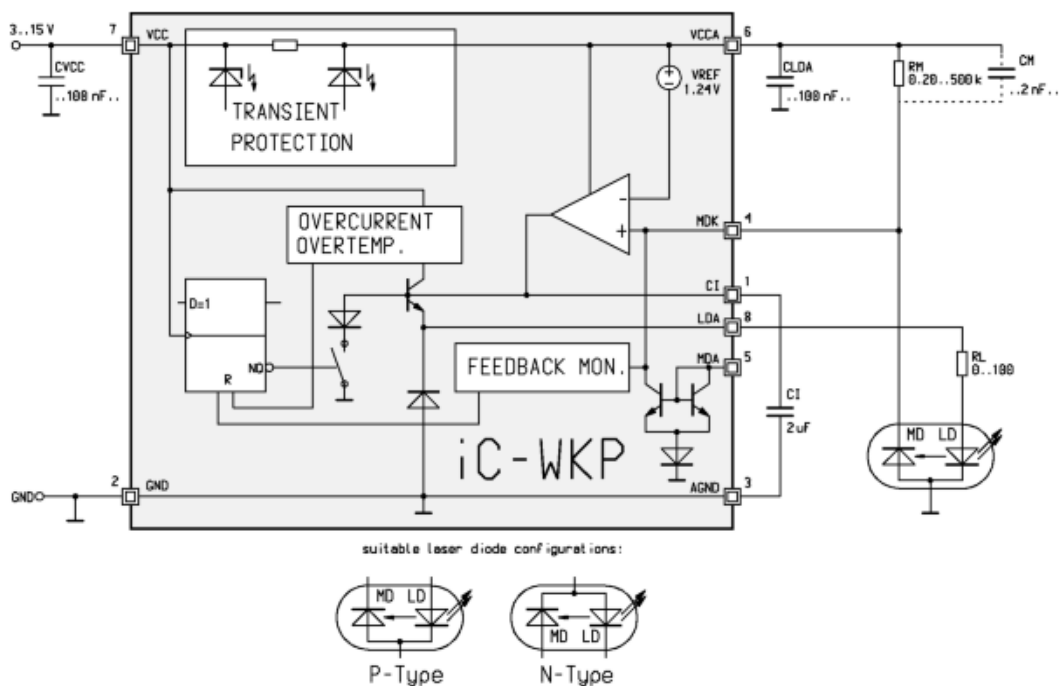 3..15 V
7
VCC
VCCA
6
CVCC
..100 nF..
TRANSIENT
PROTECTION
+
-
VREF
1.24V
CLDA
..100 nF..
RM
0.20..500k
CM
..2 nF..
OVERCURRENT
OVERTEMP.
-
+
MDK
4
D=1
CI
1
LDA
8
NQ
FEEDBACK MON.
MDA
5
RL
0..100
R
CI
2uF
MD LD
iC-WKP
GND
2
GND
AGND
3
suitable laser diode configurations:
MD LD
MD LD
P-Type
N-Type